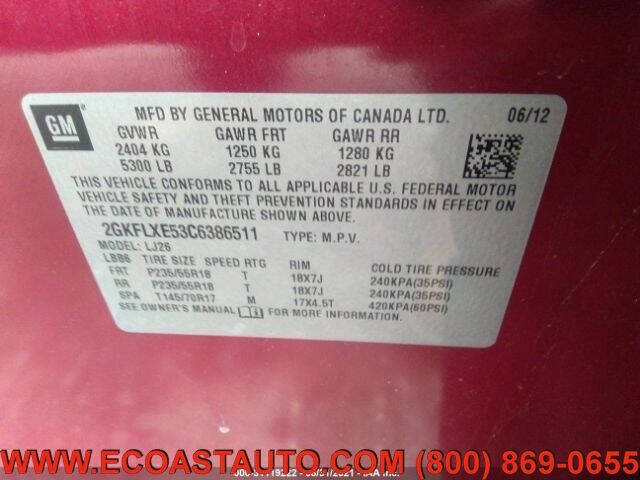 GM
MFD BY GENERAL MOTORS OF CANADA LTD. 06/12
GVWR GAWR FRT GAWR RR
2404 KG 1250 KG 1280 KG
5300 LB 2755 LB 2821 LB
THIS VEHICLE CONFORMS TO ALL APPLICABLE U.S. FEDERAL MOTOR
VEHICLE SAFETY AND THEFT PREVENTION STANDARDS IN EFFECT
ON THE DATE OF MANUFACTURE SHOWN ABOVE.
2GKFLXE53C6386511 TYPE: M.P.V.
MODEL: LJ26
TIRE SIZE SPEED RTG RIM COLD TIRE PRESSURE
FRT P235/55R18 T 18X7J 240KPA(35PSI)
RR P235/55R18 T 18X7J 240KPA(35PSI)
SPA T145/70R17 M 17X4.5T 420KPA(60PSI)
SEE OWNER'S MANUAL FOR MORE INFORMATION.
WWW.ECOASTAUTO.COM (800) 869-0655